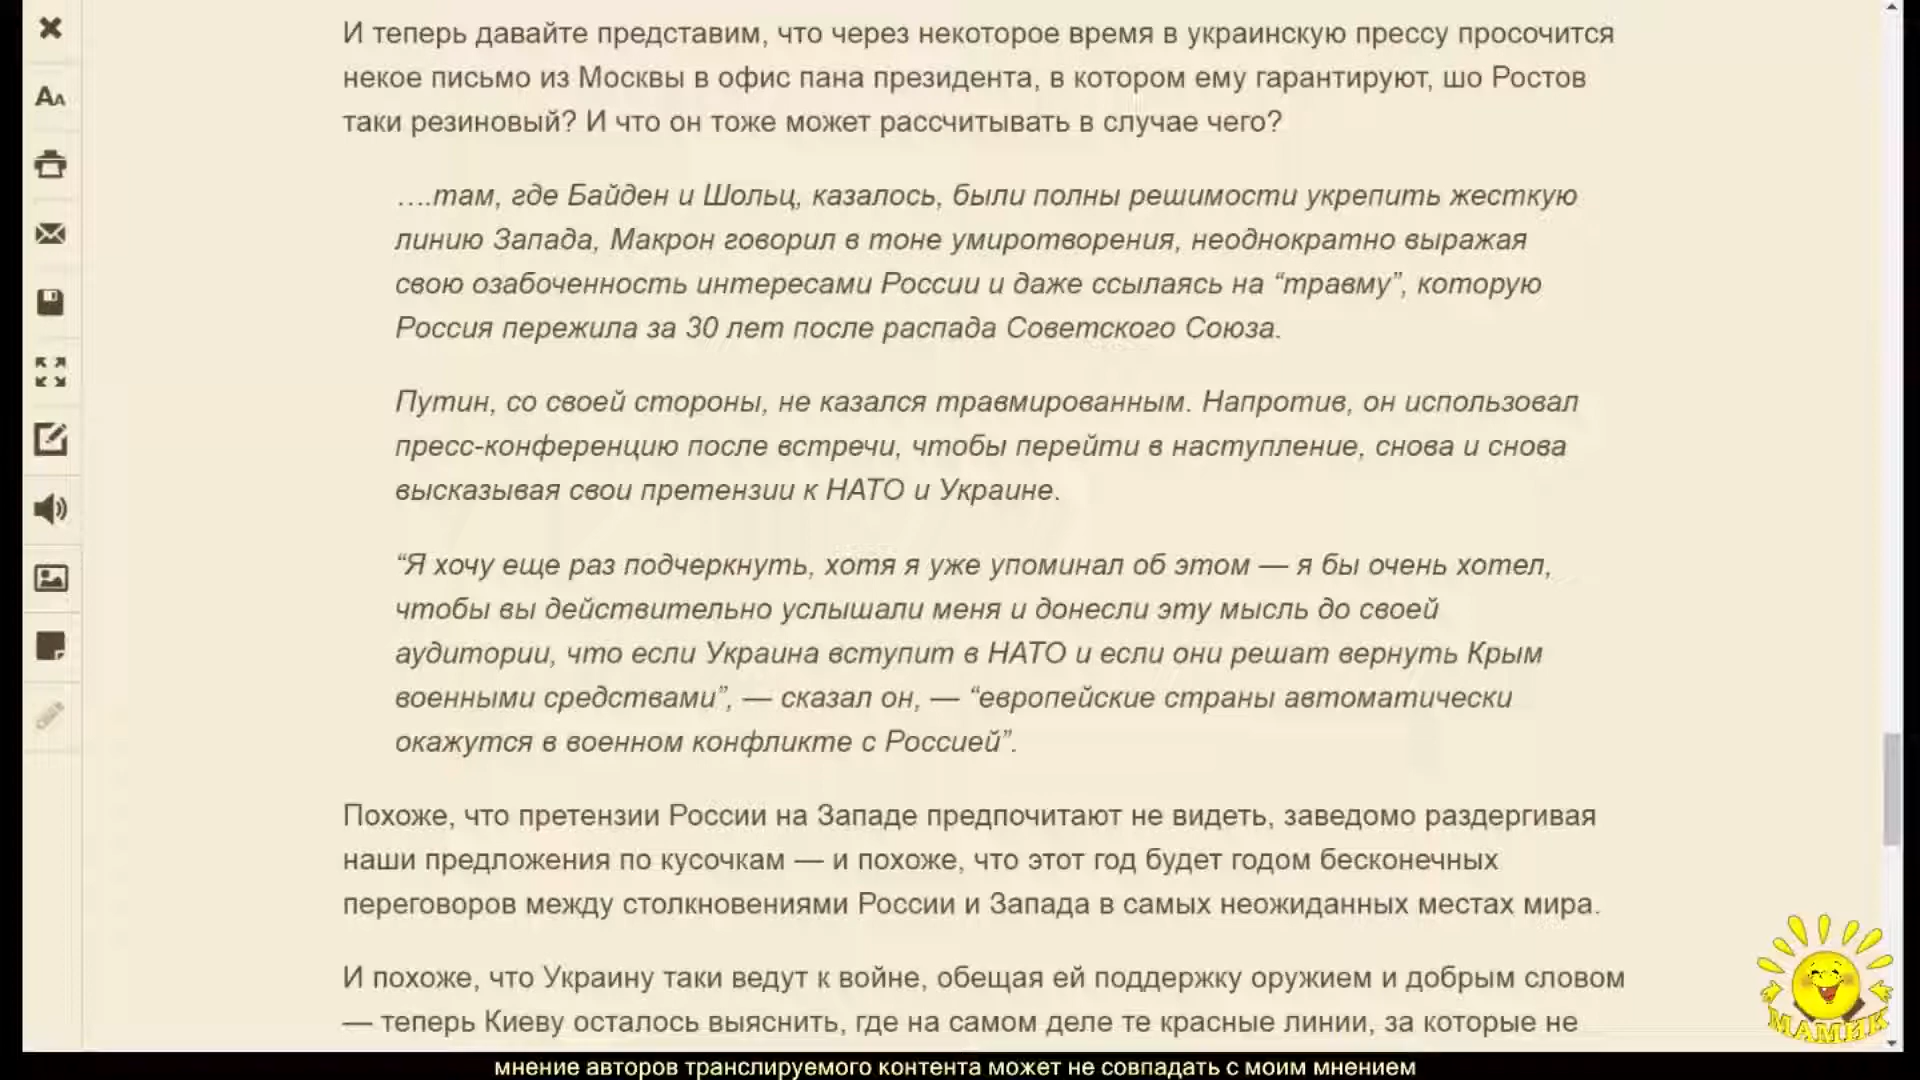 И теперь давайте представим, что через некоторое время в украинскую прессу просочится
некое письмо из Москвы в офис пана президента, в котором ему гарантируют, шо Ростов
таки резиновый? И что он тоже может рассчитывать в случае чего?
….там, где Байден и Шольц, казалось, были полны решимости укрепить жесткую
линию Запада, Макрон говорил в тоне умиротворения, неоднократно выражая
свою озабоченность интересами России и даже ссылаясь на “травму”, которую
Россия пережила за 30 лет после распада Советского Союза.
Путин, со своей стороны, не казался травмированным. Напротив, он использовал
пресс-конференцию после встречи, чтобы перейти в наступление, снова и снова
высказывая свои претензии к НАТО и Украине.
“Я хочу еще раз подчеркнуть, хотя я уже упоминал об этом — я бы очень хотел,
чтобы вы действительно услышали меня и донесли эту мысль до своей
аудитории, что если Украина вступит в НАТО и если они решат вернуть Крым
военными средствами”, — сказал он, — “европейские страны автоматически
окажутся в военном конфликте с Россией”.
Похоже, что претензии России на Западе предпочитают не видеть, заведомо раздергивая
наши предложения по кусочкам — и похоже, что этот год будет годом бесконечных
переговоров между столкновениями России и Запада в самых неожиданных местах мира.
И похоже, что Украину таки ведут к войне, обещая ей поддержку оружием и добрым словом
— теперь Киеву осталось выяснить, где на самом деле те красные линии, за которые не
МАМИК
мнение авторов транслируемого контента может не совпадать с моим мнением